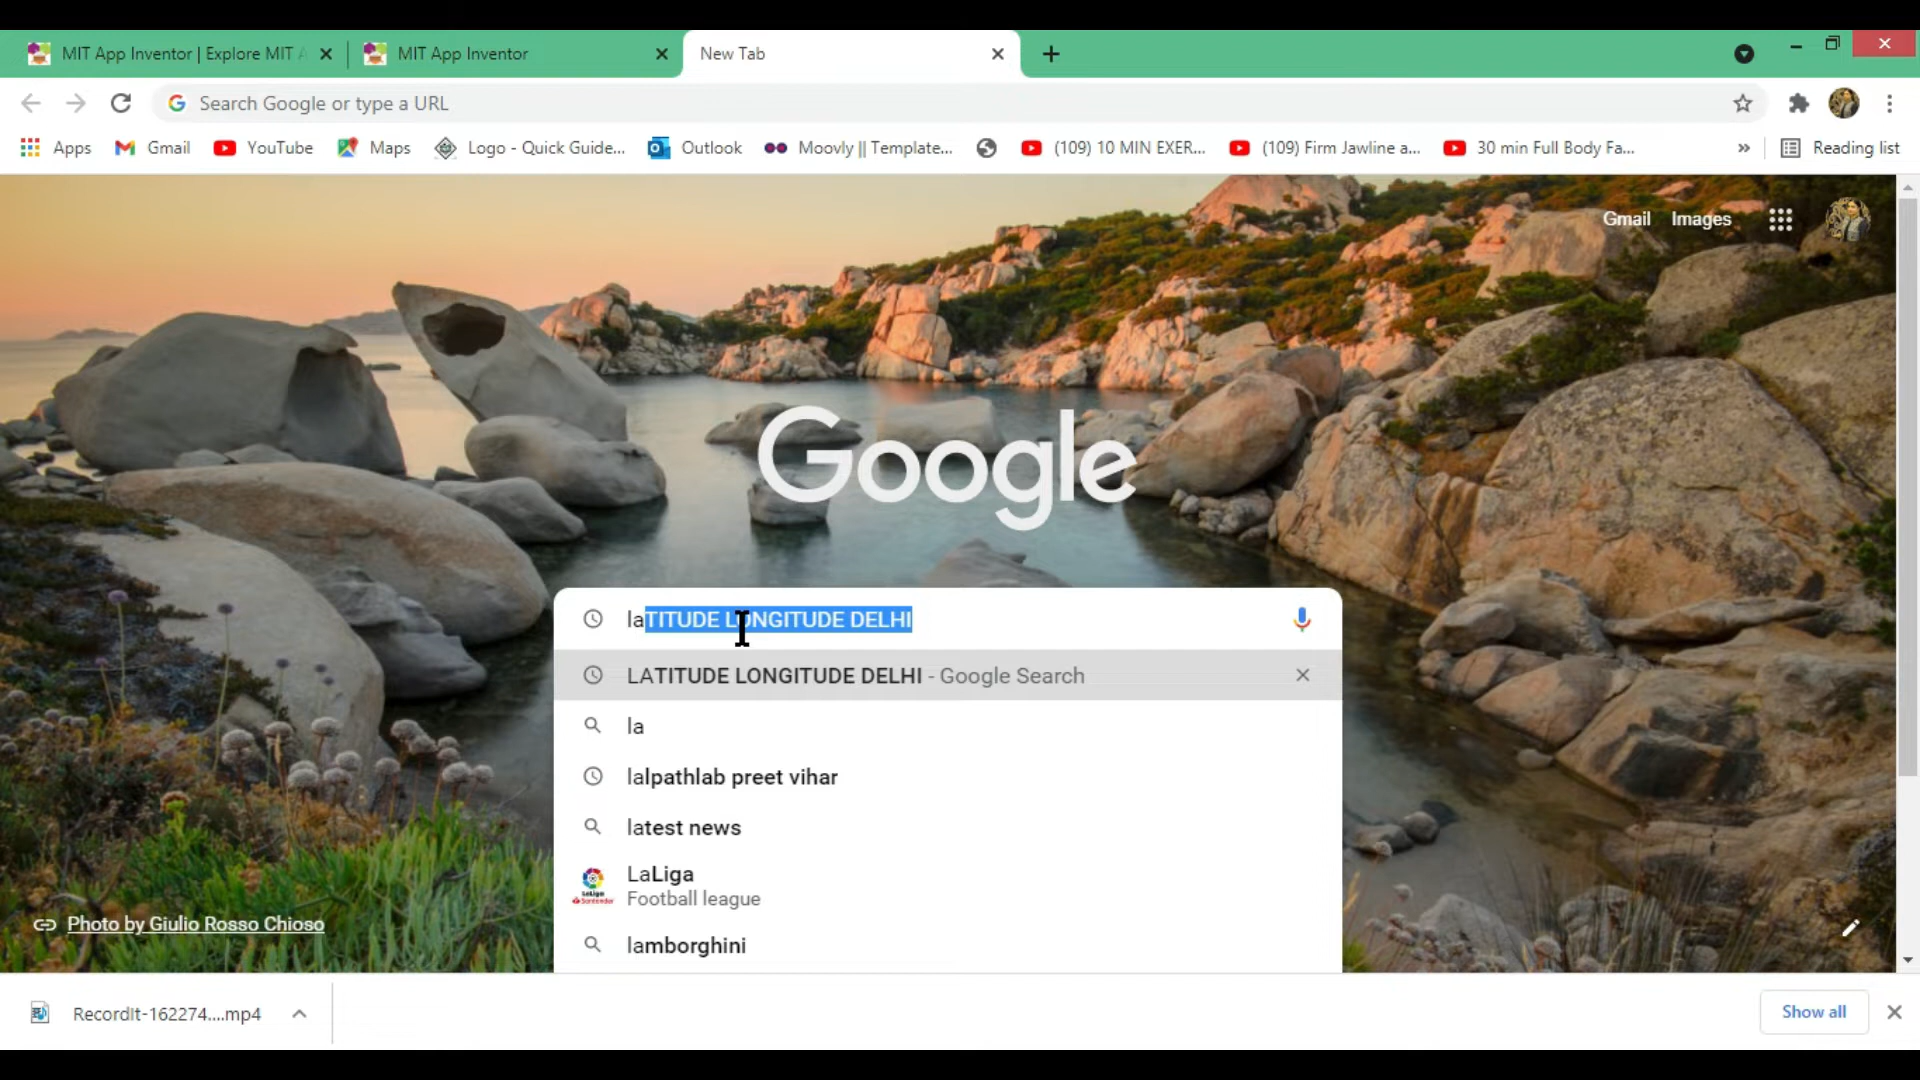 MIT App Inventor | Explore MIT A
MIT App Inventor
New Tab
Search Google or type a URL
Apps
Gmail
YouTube
Maps
Logo - Quick Guide...
Outlook
Moovly || Template...
(109) 10 MIN EXER...
(109) Firm Jawline a...
30 min Full Body Fa...
»
Reading list
Gmail
Images
Google
laTITUDE LONGITUDE DELHI
LATITUDE LONGITUDE DELHI - Google Search
la
lalpathlab preet vihar
latest news
LaLiga
Football league
lamborghini
Photo by Giulio Rosso Chioso
RecordIt-162274....mp4
Show all